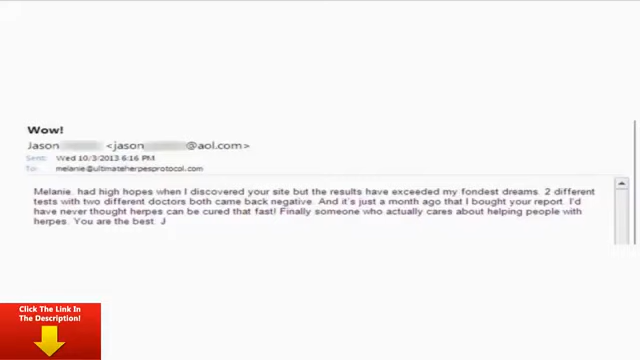 Wow!
Jason <jason @aol.com>
Sent: Wed 10/3/2013 6:16 PM
To: melanie@ultimateherpesprotocol.com
Melanie. had high hopes when I discovered your site but the results have exceeded my fondest dreams. 2 different
tests with two different doctors both came back negative. And it's just a month ago that I bought your report. I'd
have never thought herpes can be cured that fast! Finally someone who actually cares about helping people with
herpes. You are the best. J
Click The Link In
The Description!